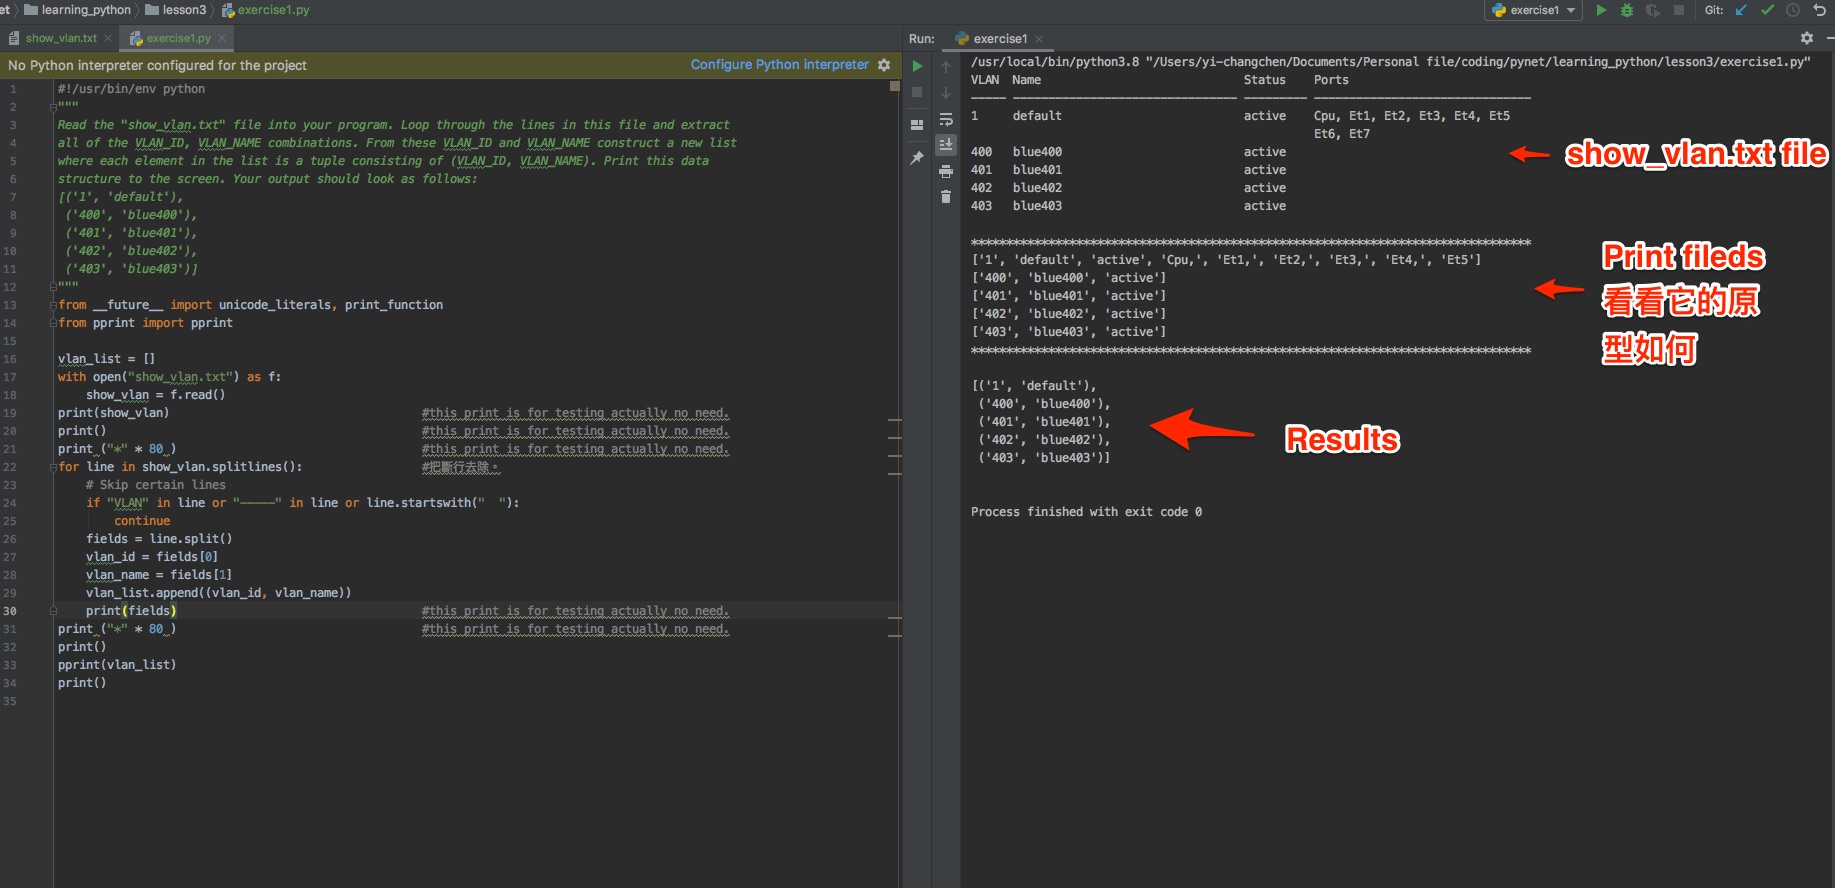 et learning_python lesson3 exercise1.py
exercise1
Git:
show_vlan.txt
exercise1.py
Run:
exercise1
No Python interpreter configured for the project
Configure Python interpreter
1 #!/usr/bin/env python
2 """
3 Read the "show_vlan.txt" file into your program. Loop through the lines in this file and extract
4 all of the VLAN_ID, VLAN_NAME combinations. From these VLAN_ID and VLAN_NAME construct a new list
5 where each element in the list is a tuple consisting of (VLAN_ID, VLAN_NAME). Print this data
6 structure to the screen. Your output should look as follows:
7 [('1', 'default'),
8 ('400', 'blue400'),
9 ('401', 'blue401'),
10 ('402', 'blue402'),
11 ('403', 'blue403')]
12 """
13 from __future__ import unicode_literals, print_function
14 from pprint import pprint
15
16 vlan_list = []
17 with open("show_vlan.txt") as f:
18     show_vlan = f.read()
19 print(show_vlan) #this print is for testing actually no need.
20 print() #this print is for testing actually no need.
21 print ("*" * 80 ) #this print is for testing actually no need.
22 for line in show_vlan.splitlines(): #把斷行去除。
23     # Skip certain lines
24     if "VLAN" in line or "-----" in line or line.startswith("  "):
25         continue
26     fields = line.split()
27     vlan_id = fields[0]
28     vlan_name = fields[1]
29     vlan_list.append((vlan_id, vlan_name))
30     print(fields) #this print is for testing actually no need.
31 print ("*" * 80 ) #this print is for testing actually no need.
32 print()
33 pprint(vlan_list)
34 print()
35
/usr/local/bin/python3.8 "/Users/yi-changchen/Documents/Personal file/coding/pynet/learning_python/lesson3/exercise1.py"
VLAN Name Status Ports
----- -------------------------------- --------- -------------------------------
1 default active Cpu, Et1, Et2, Et3, Et4, Et5
Et6, Et7
400 blue400 active
401 blue401 active
402 blue402 active
403 blue403 active
********************************************************************************
['1', 'default', 'active', 'Cpu,', 'Et1,', 'Et2,', 'Et3,', 'Et4,', 'Et5']
['400', 'blue400', 'active']
['401', 'blue401', 'active']
['402', 'blue402', 'active']
['403', 'blue403', 'active']
********************************************************************************
[('1', 'default'),
('400', 'blue400'),
('401', 'blue401'),
('402', 'blue402'),
('403', 'blue403')]
Process finished with exit code 0
show_vlan.txt file
Print fileds
看看它的原
型如何
Results